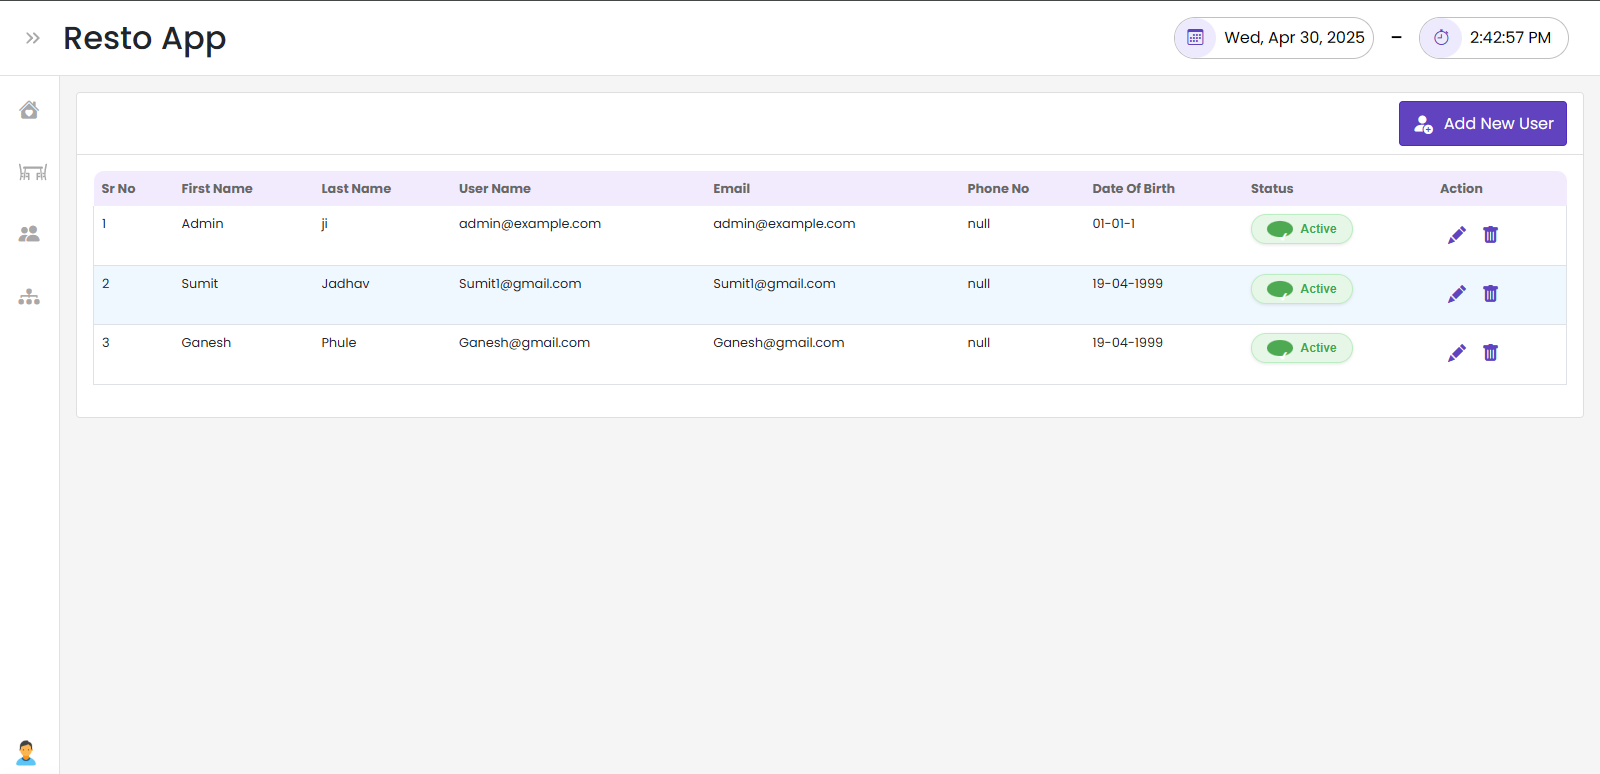 Resto App
Wed, Apr 30, 2025 – 2:42:57 PM
Add New User
Sr No First Name Last Name User Name Email Phone No Date Of Birth Status Action
1 Admin ji admin@example.com admin@example.com null 01-01-1 Active
2 Sumit Jadhav Sumit1@gmail.com Sumit1@gmail.com null 19-04-1999 Active
3 Ganesh Phule Ganesh@gmail.com Ganesh@gmail.com null 19-04-1999 Active